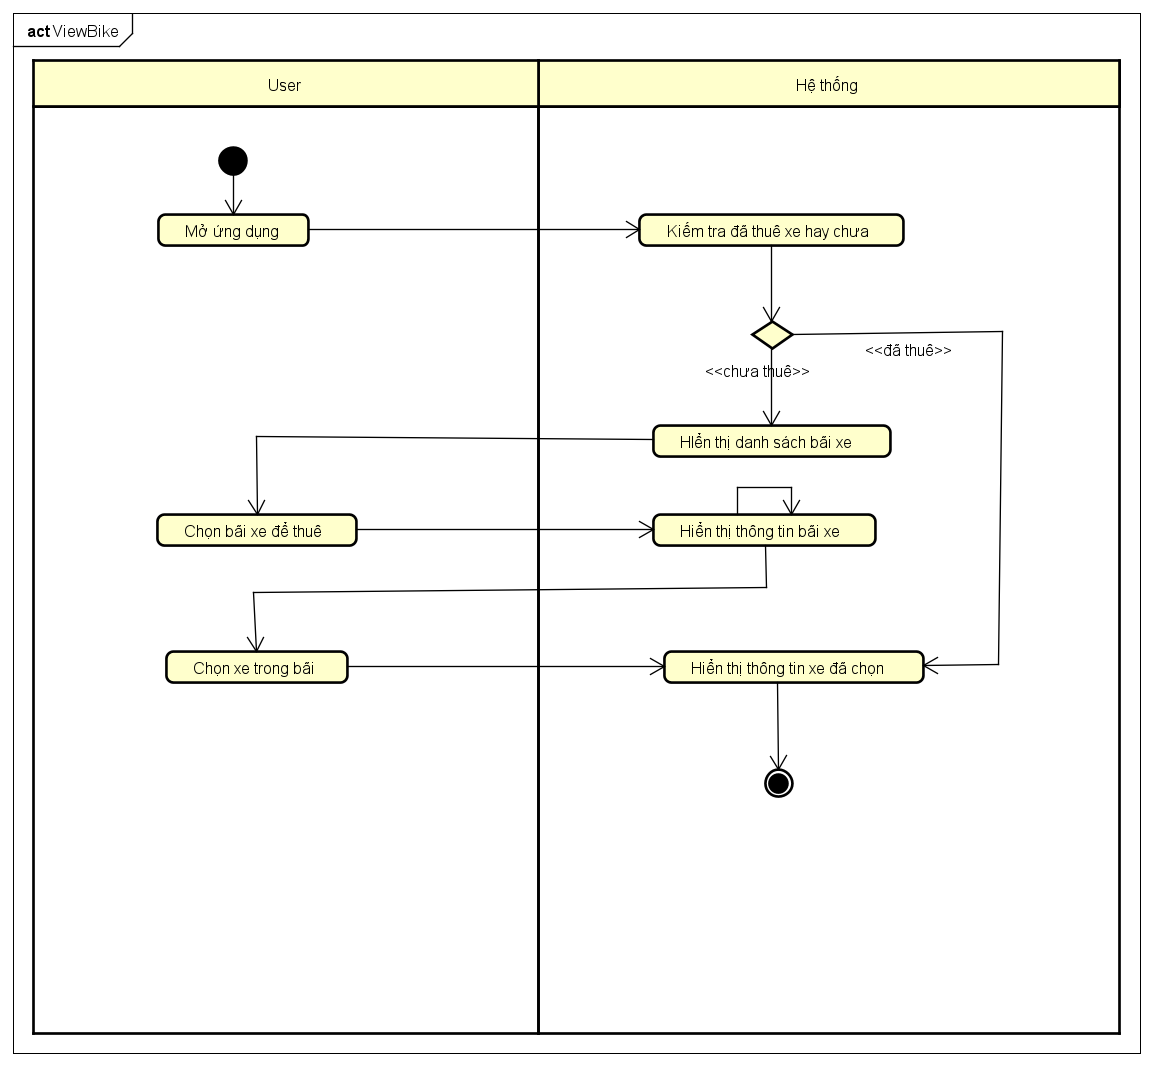 act ViewBike
User
Hệ thống
Mở ứng dụng
Kiểm tra đã thuê xe hay chưa
<<đã thuê>>
<<chưa thuê>>
HIển thị danh sách bãi xe
Chọn bãi xe để thuê
Hiển thị thông tin bãi xe
Chọn xe trong bãi
Hiển thị thông tin xe đã chọn